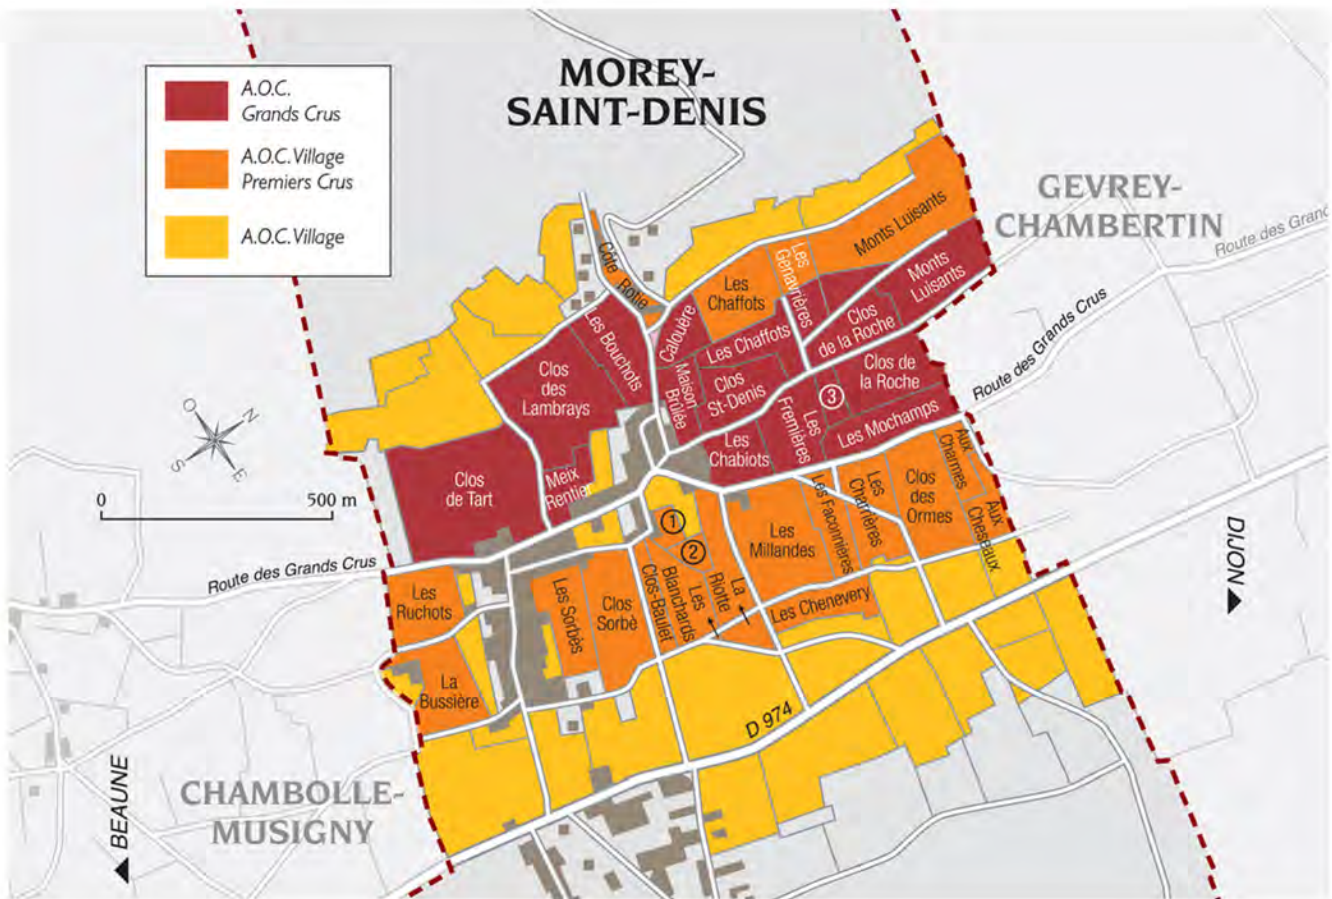 MOREY-
SAINT-DENIS
A.O.C.
Grands Crus
A.O.C. Village
Premiers Crus
A.O.C. Village
GEVREY-
CHAMBERTIN
Route des Grand
Route des Grands Crus
Monts Luisants
Les
Genavrières
Côte Rotie
Les
Chaffots
Monts
Luisants
Calouère
Les Bouchots
Les Chaffots
Clos
de la Roche
Clos de
la Roche
Clos
des
Lambrays
Maison
Brûlée
Clos
St-Denis
3
Les
Fremières
Les Mochamps
Les
Chabiots
O
N
S
E
0
500 m
Clos
de Tart
Meix
Rentie
Aux
Charmes
Clos
des
Ormes
Aux
Cheseaux
Les
Charrières
Les Faconnières
Les
Millandes
1
2
La
Riotte
Les
Blanchards
Clos-Baulet
Les Chenevery
Route des Grands Crus
Les
Ruchots
Les Sorbès
Clos
Sorbè
La
Bussière
D 974
DIJON
CHAMBOLLE-
MUSIGNY
BEAUNE